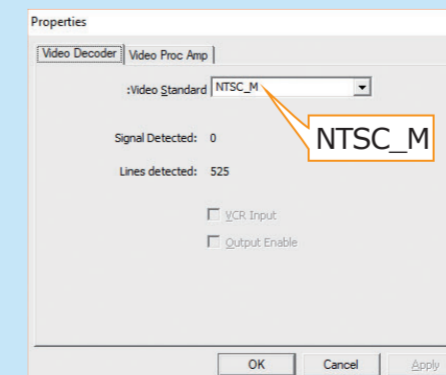 Properties
Video Decoder Video Proc Amp
:Video Standard NTSC_M
NTSC_M
Signal Detected: 0
Lines detected: 525
VCR Input
Output Enable
OK Cancel Apply